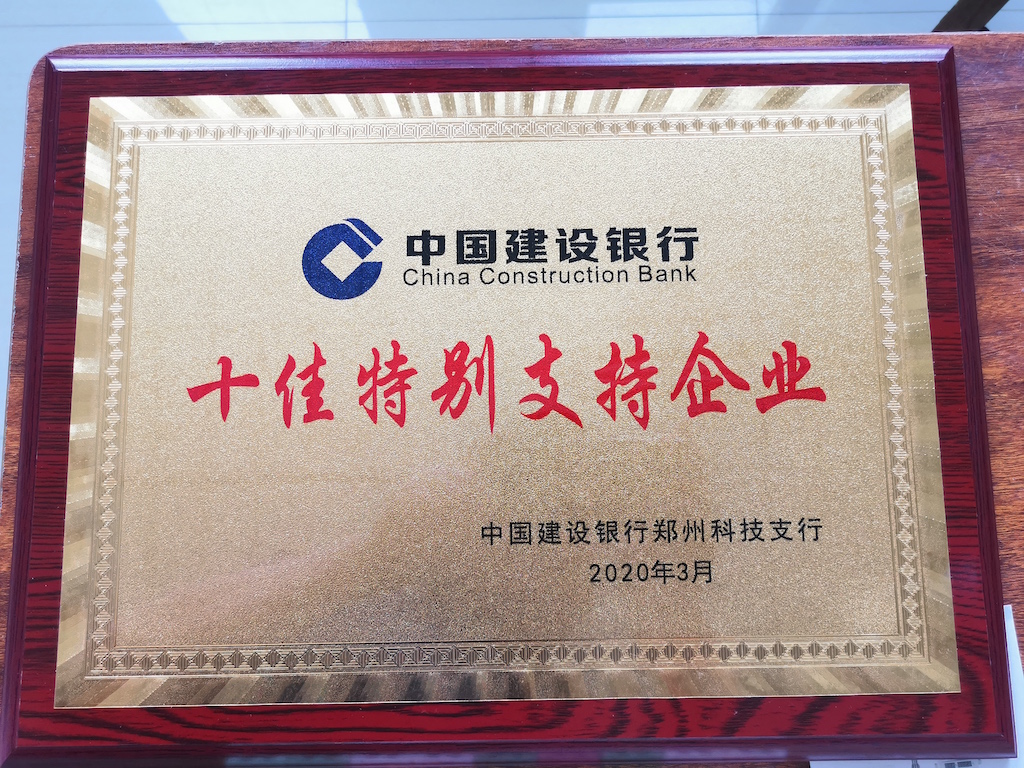 中国建设银行
China Construction Bank
十佳特别支持企业
中国建设银行郑州科技支行
2020年3月